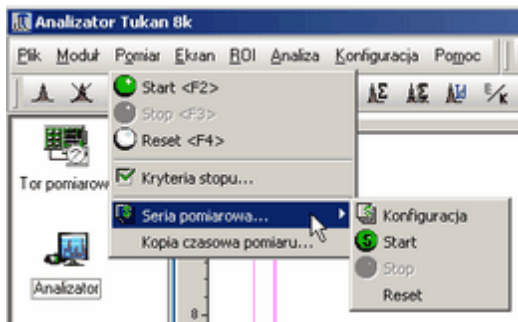 Analizator Tukan 8k
Plik Moduł Pomiar Ekran ROI Analiza Konfiguracja Pomoc
Start <F2>
Stop <F3>
Reset <F4>
Kryteria stopu...
Seria pomiarowa...
Kopia czasowa pomiaru...
Konfiguracja
Start
Stop
Reset
Tor pomiarow
Analizator
8-